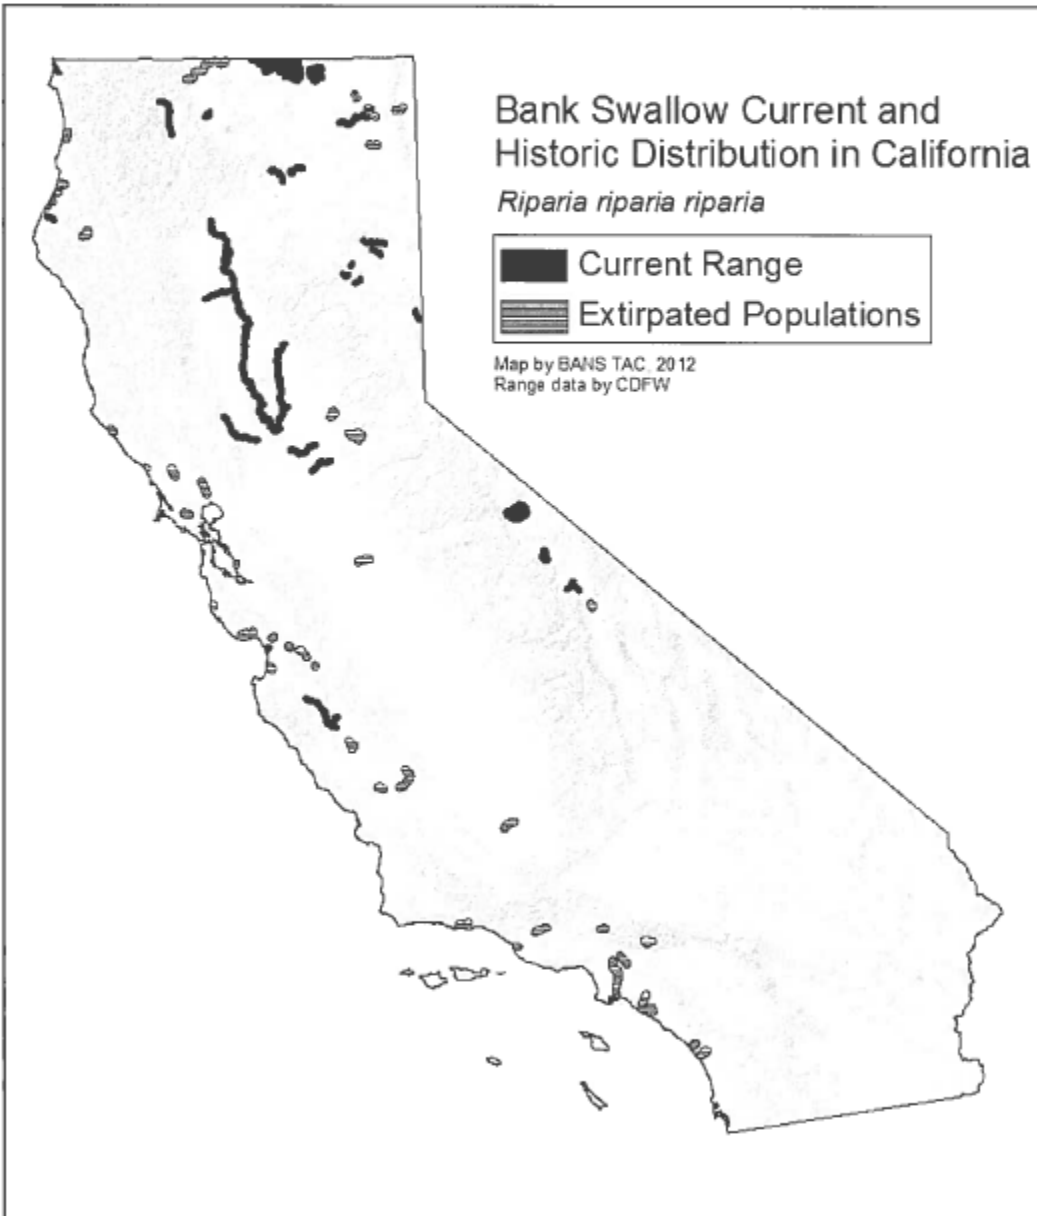 Bank Swallow Current and
Historic Distribution in California
Riparia riparia riparia
Current Range
Extirpated Populations
Map by BANS TAC, 2012
Range data by CDFW